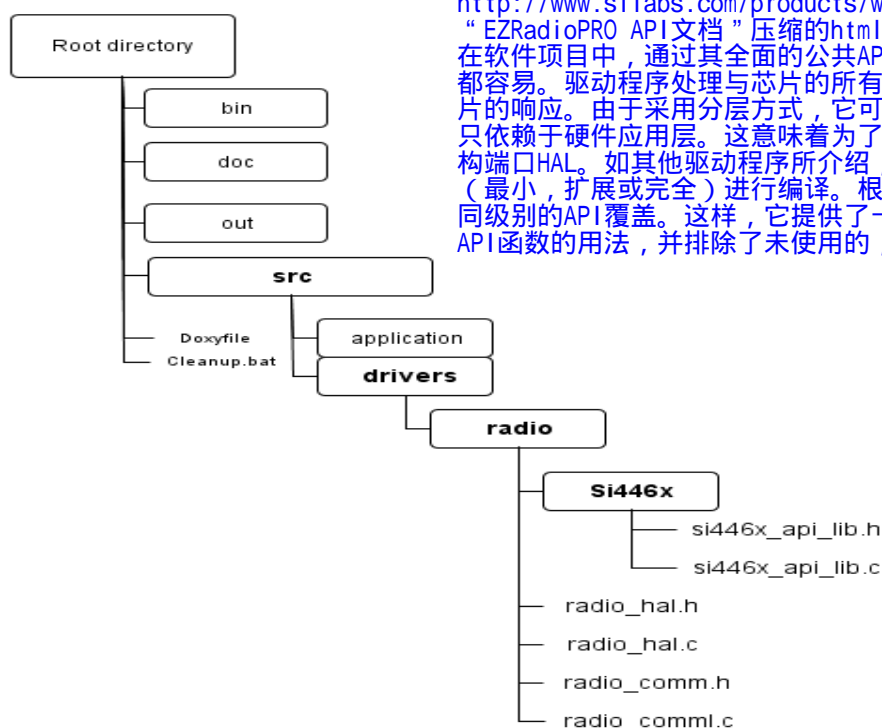 http://www.silabs.com/products/w
“EZRadioPRO API文档”压缩的html
在软件项目中，通过其全面的公共AP
都容易。驱动程序处理与芯片的所有
片的响应。由于采用分层方式，它可
只依赖于硬件应用层。这意味着为了
构端口HAL。如其他驱动程序所介绍
（最小，扩展或完全）进行编译。根
同级别的API覆盖。这样，它提供了
API函数的用法，并排除了未使用的
Root directory
bin
doc
out
src
Doxyfile
Cleanup.bat
application
drivers
radio
Si446x
si446x_api_lib.h
si446x_api_lib.c
radio_hal.h
radio_hal.c
radio_comm.h
radio_comml.c